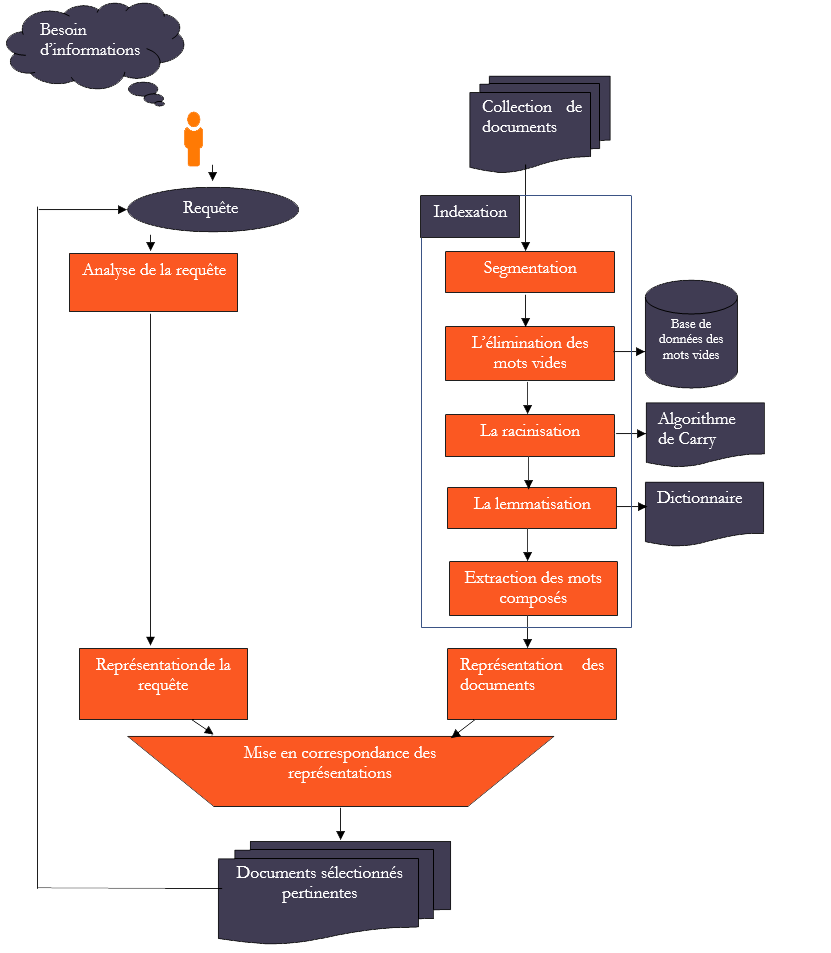 Besoin
d'informations
Collection de
documents
Requête
Indexation
Analyse de la requête
Segmentation
L'élimination des
mots vides
Base de
données des
mots vides
La racinisation
Algorithme
de Carry
La lemmatisation
Dictionnaire
Extraction des mots
composés
Représentationde la
requête
Représentation des
documents
Mise en correspondance des
représentations
Documents sélectionnés
pertinentes